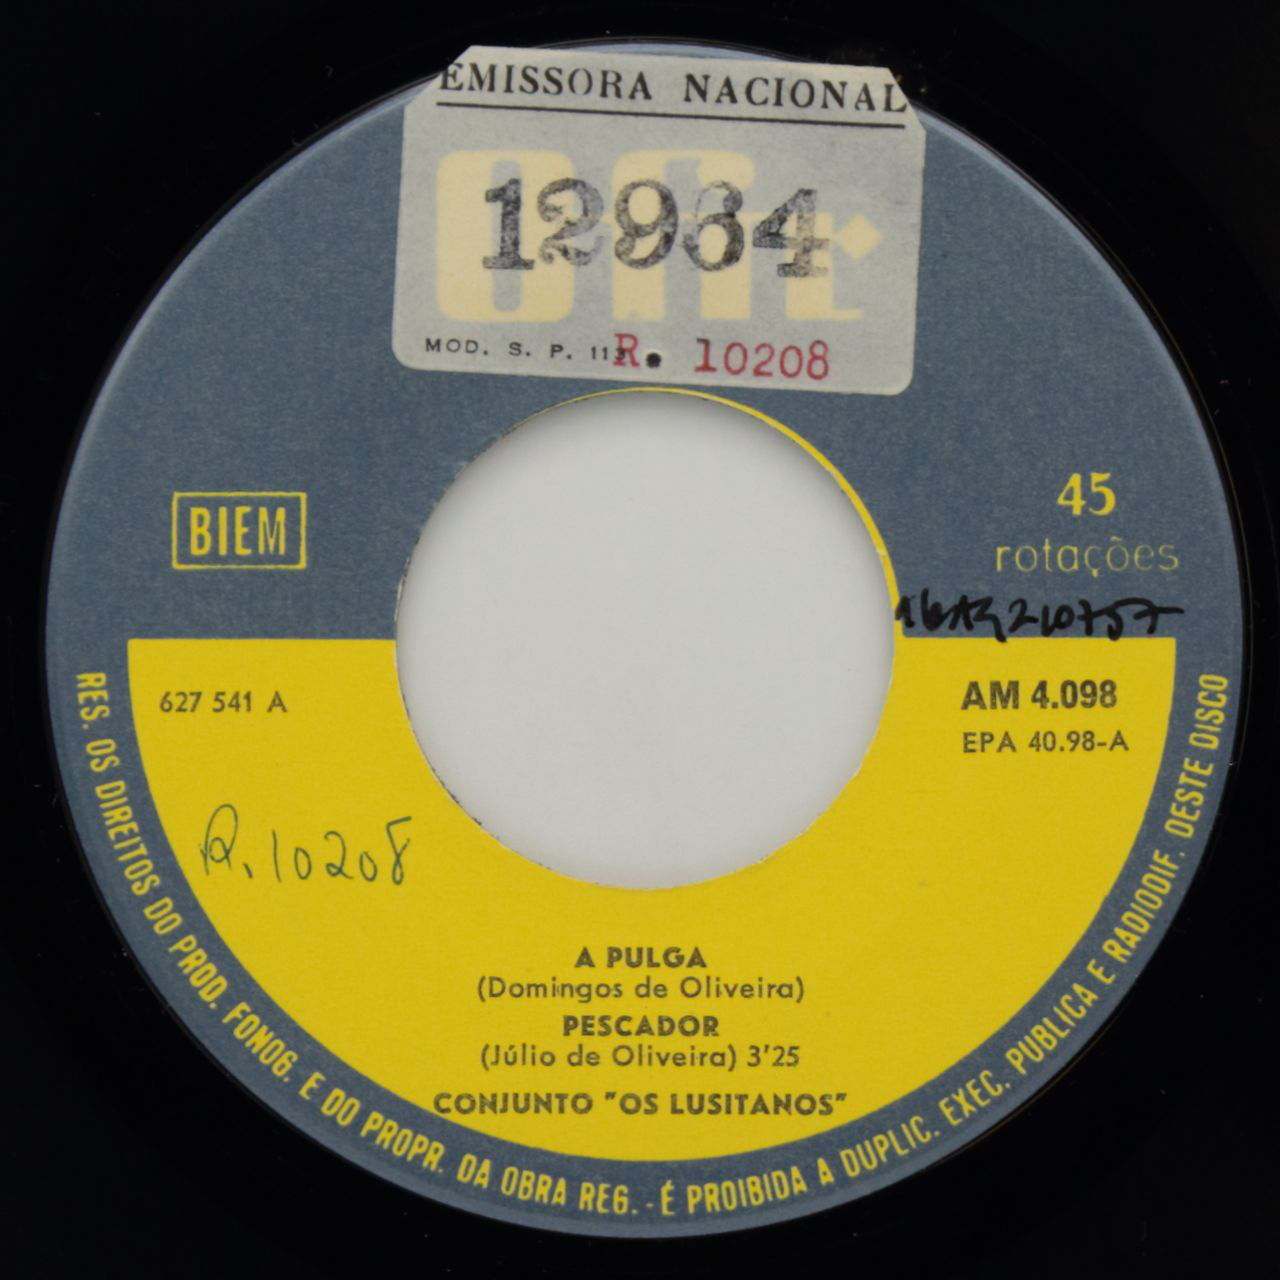 EMISSORA NACIONAL
Ofir
12964
MOD. S. P. 113
R. 10208
BIEM
45
rotações
627 541 A
AM 4.098
EPA 40.98-A
R. 10208
A PULGA
(Domingos de Oliveira)
PESCADOR
(Júlio de Oliveira) 3'25
CONJUNTO "OS LUSITANOS"
RES. OS DIREITOS DO PROD. FONOG. E DO PROPR. DA OBRA REG. - É PROIBIDA A DUPLIC. EXEC. PUBLICA E RADIODIF. DESTE DISCO